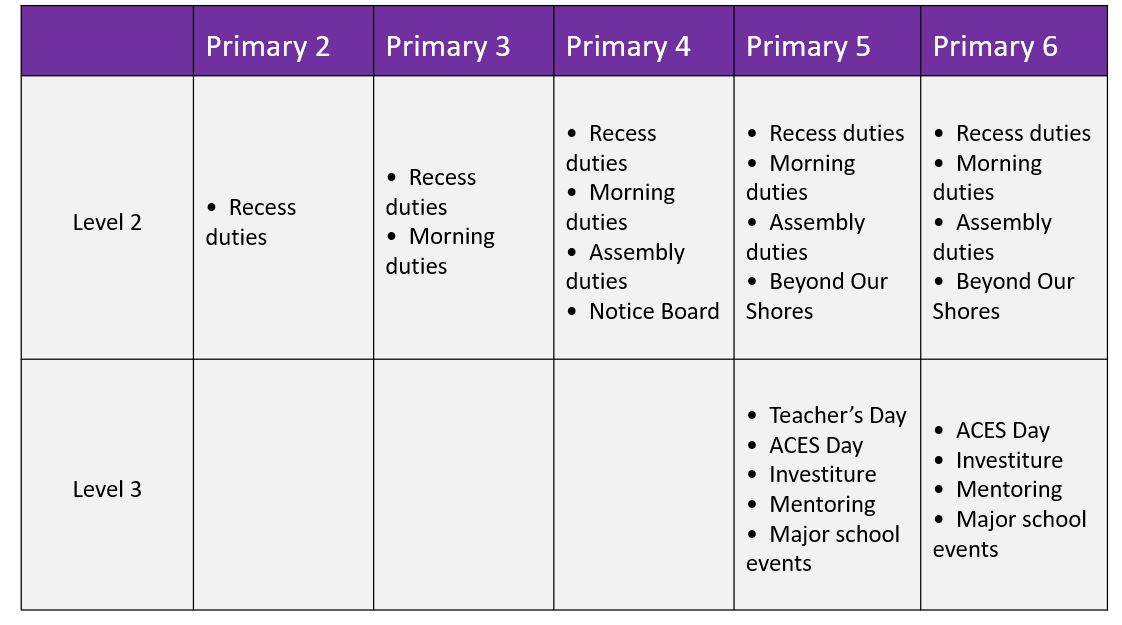 Primary 2
Primary 3
Primary 4
Primary 5
Primary 6
Level 2
• Recess
duties
• Recess
duties
• Morning
duties
• Recess
duties
• Morning
duties
• Assembly
duties
• Notice Board
• Recess duties
• Morning
duties
• Assembly
duties
• Beyond Our
Shores
• Recess duties
• Morning
duties
• Assembly
duties
• Beyond Our
Shores
Level 3
• Teacher’s Day
• ACES Day
• Investiture
• Mentoring
• Major school
events
• ACES Day
• Investiture
• Mentoring
• Major school
events